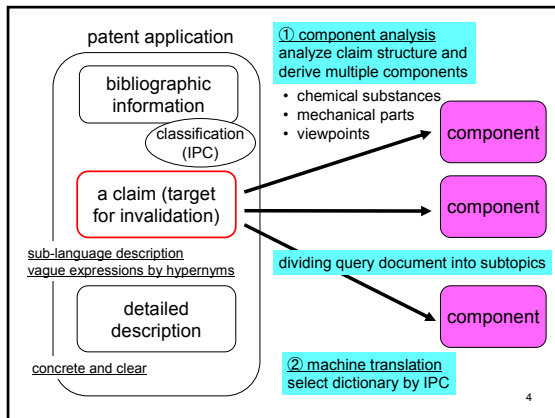 patent application
bibliographic
information
classification
(IPC)
a claim (target
for invalidation)
sub-language description
vague expressions by hypernyms
detailed
description
concrete and clear
① component analysis
analyze claim structure and
derive multiple components
• chemical substances
• mechanical parts
• viewpoints
component
component
dividing query document into subtopics
component
② machine translation
select dictionary by IPC
4